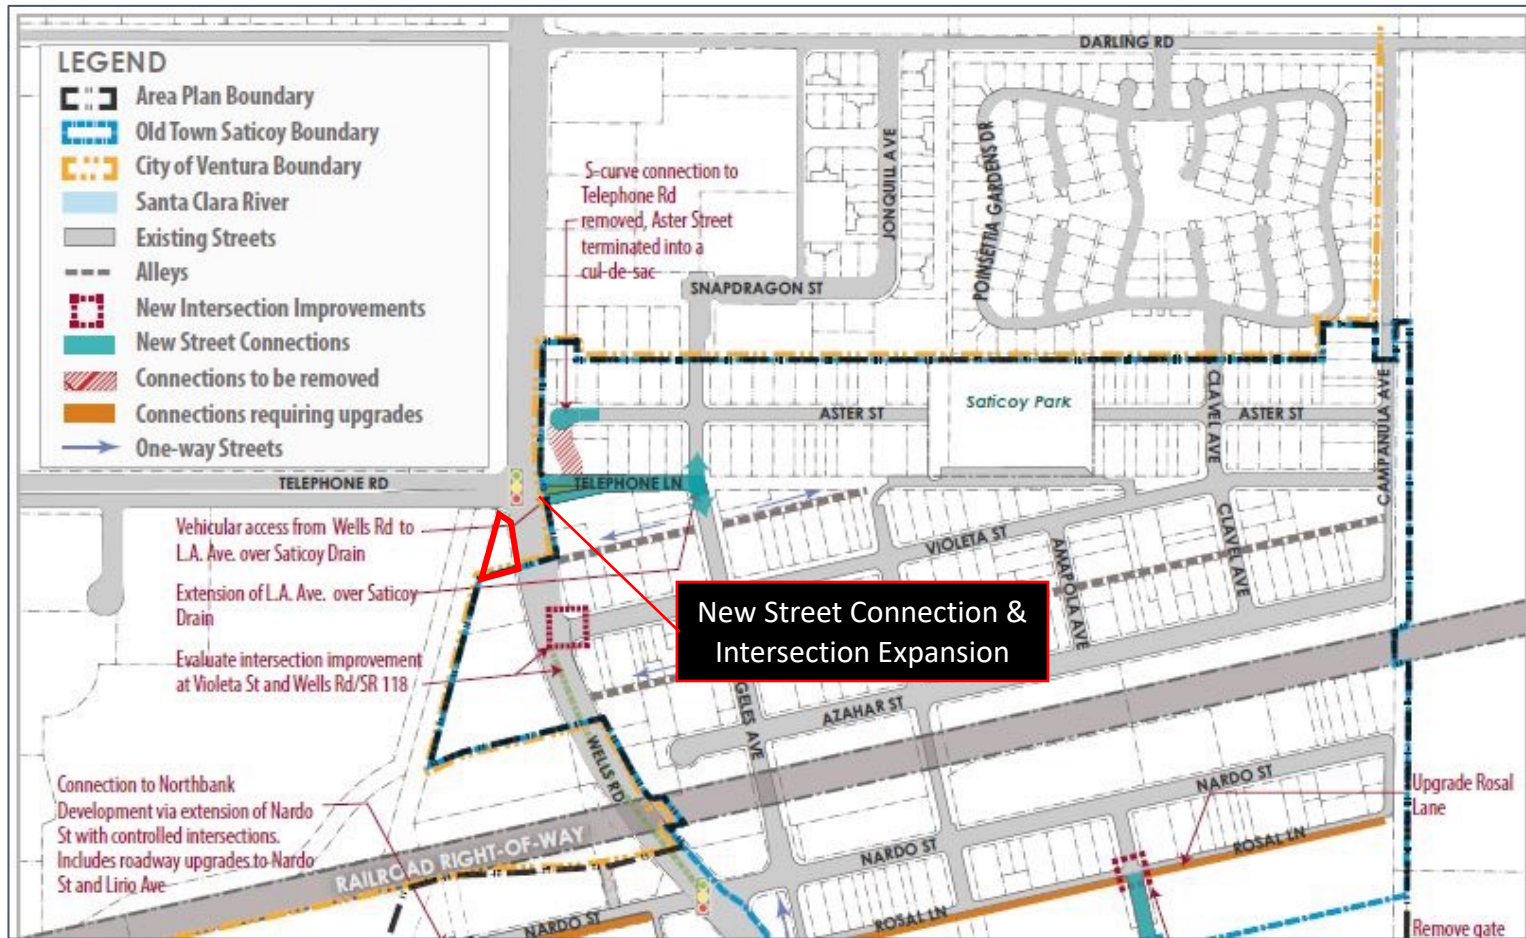 LEGEND
Area Plan Boundary
Old Town Saticoy Boundary
City of Ventura Boundary
Santa Clara River
Existing Streets
Alleys
New Intersection Improvements
New Street Connections
Connections to be removed
Connections requiring upgrades
One-way Streets
DARLING RD
S-curve connection to
Telephone Rd
removed, Aster Street
terminated into a
cul-de-sac
JONQUILL AVE
POINSETTIA GARDENS DR
SNAPDRAGON ST
ASTER ST
Saticoy Park
CLAVEL AVE
ASTER ST
CAMPANULA AVE
TELEPHONE RD
TELEPHONE LN
Vehicular access from Wells Rd to
L.A. Ave. over Saticoy Drain
Extension of L.A. Ave. over Saticoy
Drain
VIOLETA ST
AMAPOLA AVE
CLAVEL AVE
New Street Connection &
Intersection Expansion
Evaluate intersection improvement
at Violeta St and Wells Rd/SR 118
GELES AVE
AZAHAR ST
WELLS RD
Connection to Northbank
Development via extension of Nardo
St with controlled intersections.
Includes roadway upgrades to Nardo
St and Lirio Ave
RAILROAD RIGHT-OF-WAY
NARDO ST
Upgrade Rosal
Lane
NARDO ST
ROSAL LN
NARDO ST
ROSAL LN
Remove gate